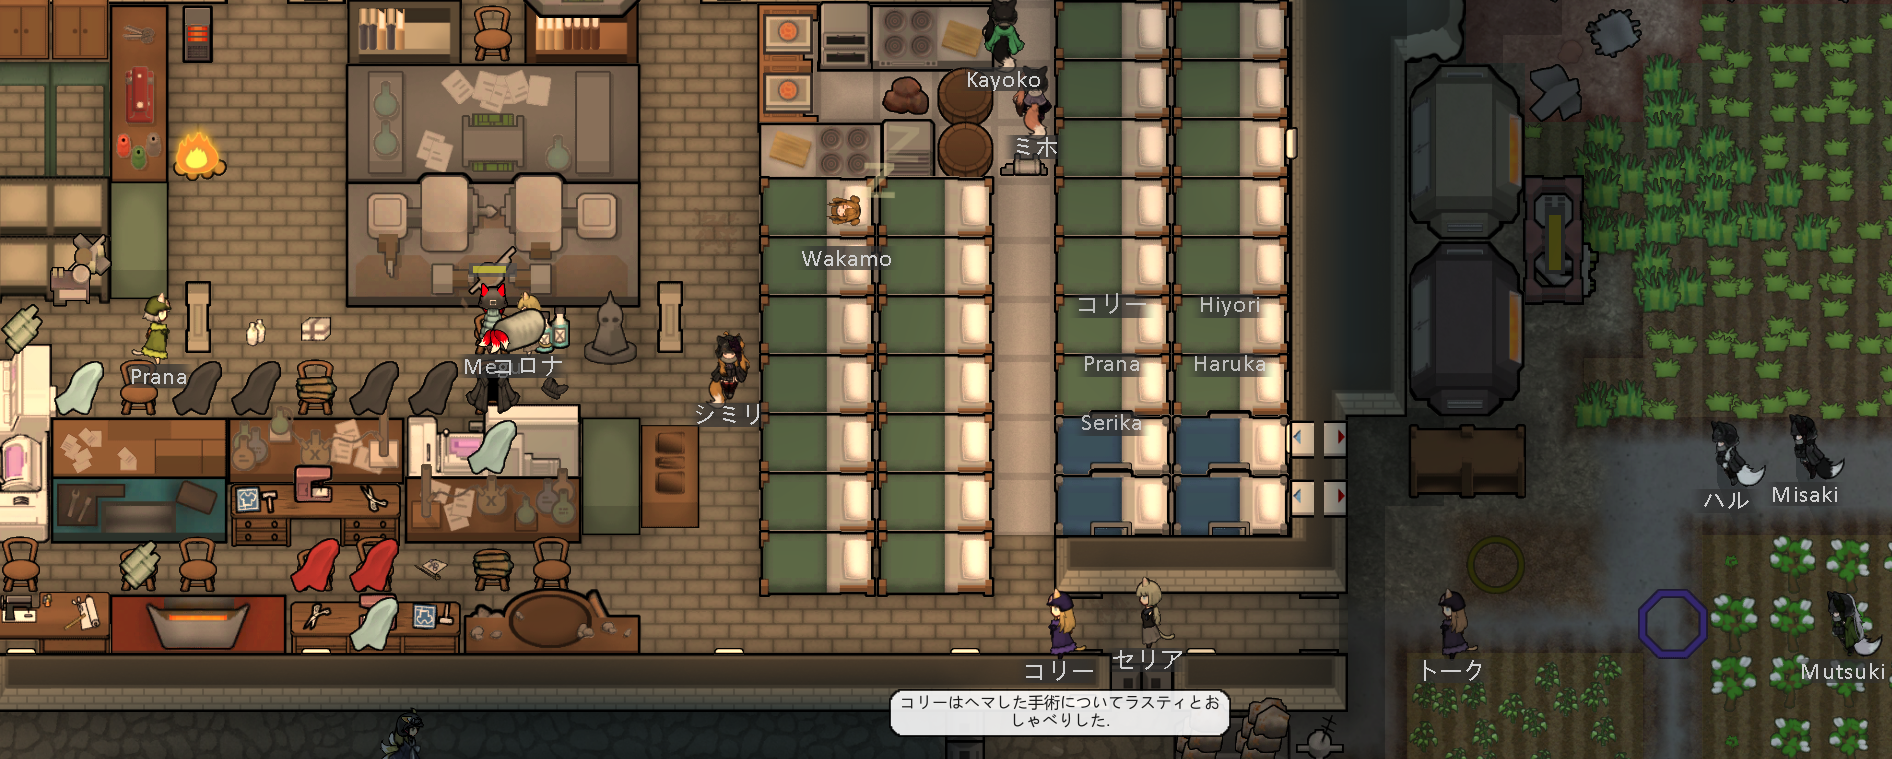 Kayoko
ミホ
Z
Z
Wakamo
コリー
Hiyori
Prana
Haruka
Serika
Prana
コロナ
シミリ
ハル
Misaki
コリー
セリア
トーク
Mutsuki
コリーはヘマした手術についてラスティとお
しゃべりした.